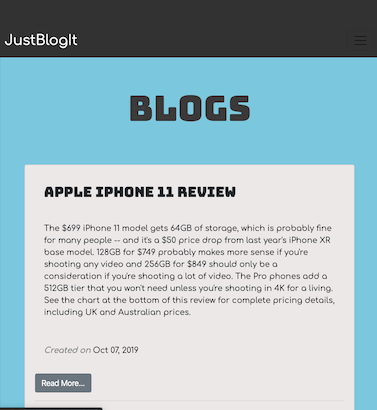 JustBlogIt
BLOGS
APPLE IPHONE 11 REVIEW
The $699 iPhone 11 model gets 64GB of storage, which is probably fine
for many people -- and it's a $50 price drop from last year's iPhone XR
base model. 128GB for $749 probably makes more sense if you're
shooting any video and 256GB for $849 should only be a
consideration if you're shooting a lot of video. The Pro phones add a
512GB tier that you won't need unless you're shooting in 4K for a living.
See the chart at the bottom of this review for complete pricing details,
including UK and Australian prices.
Created on Oct 07, 2019
Read More...